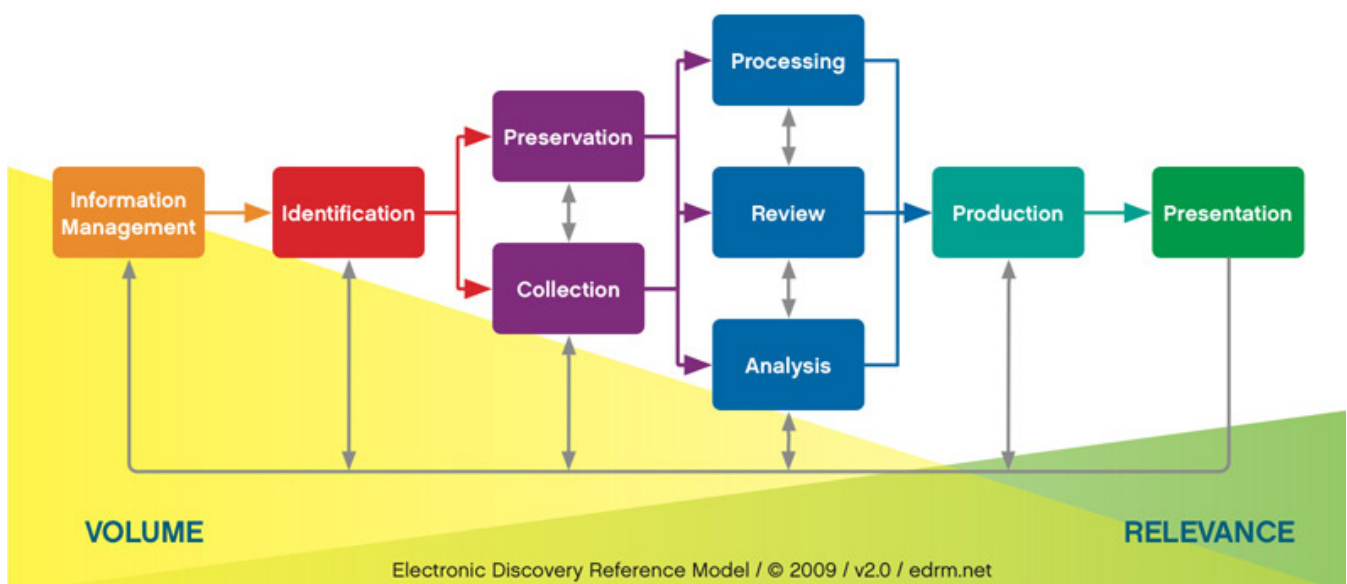 Information
Management
Identification
Preservation
Collection
Processing
Review
Analysis
Production
Presentation
VOLUME
RELEVANCE
Electronic Discovery Reference Model / © 2009 / v2.0 / edrm.net